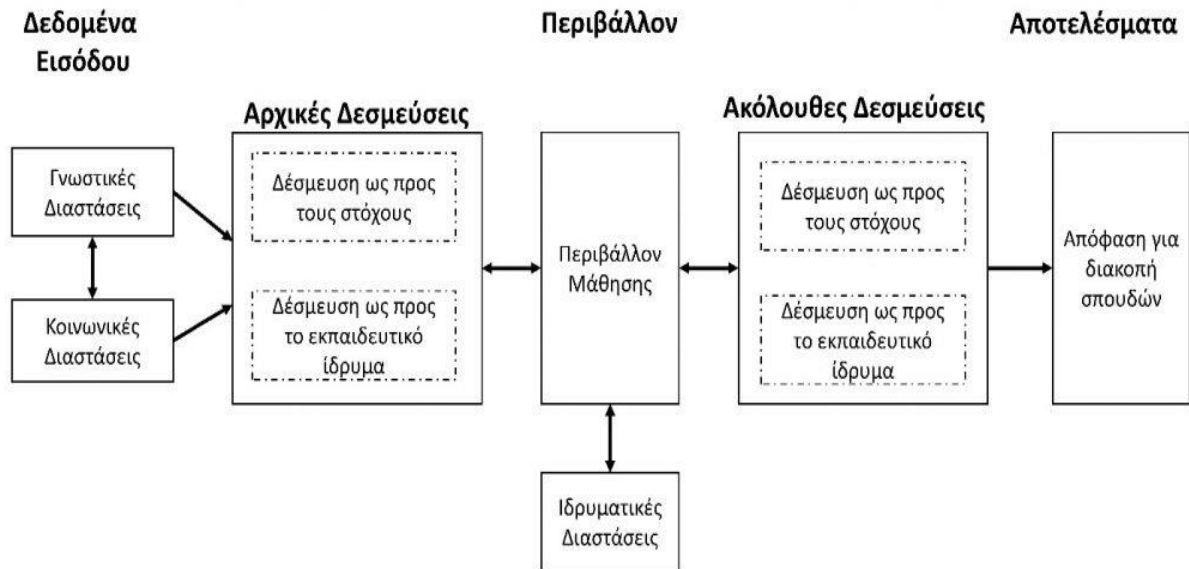 Δεδομένα
Εισόδου
Περιβάλλον
Αποτελέσματα
Αρχικές Δεσμεύσεις
Ακόλουθες Δεσμεύσεις
Γνωστικές
Διαστάσεις
Κοινωνικές
Διαστάσεις
Δέσμευση ως προς
τους στόχους
Δέσμευση ως προς
το εκπαιδευτικό
ίδρυμα
Περιβάλλον
Μάθησης
Ιδρυματικές
Διαστάσεις
Δέσμευση ως προς
τους στόχους
Δέσμευση ως προς
το εκπαιδευτικό
ίδρυμα
Απόφαση για
διακοπή
σπουδών